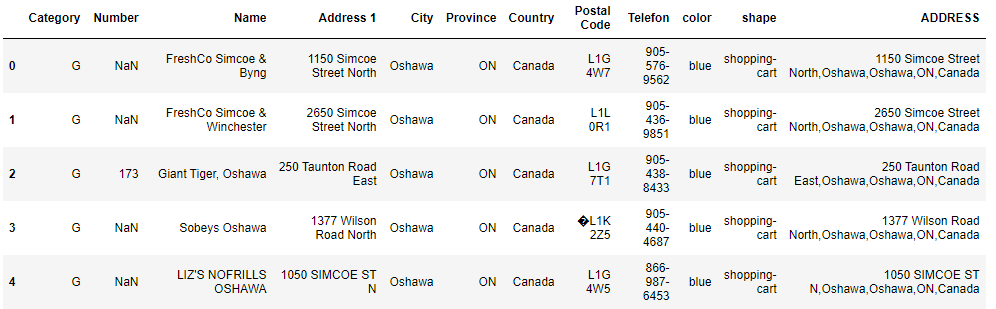 Category Number Name Address 1 City Province Country Postal Code Telefon color shape ADDRESS
0 G NaN FreshCo Simcoe & Byng 1150 Simcoe Street North Oshawa ON Canada L1G 4W7 905-576-9562 blue shopping-cart 1150 Simcoe Street North,Oshawa,Oshawa,ON,Canada
1 G NaN FreshCo Simcoe & Winchester 2650 Simcoe Street North Oshawa ON Canada L1L 0R1 905-436-9851 blue shopping-cart 2650 Simcoe Street North,Oshawa,Oshawa,ON,Canada
2 G 173 Giant Tiger, Oshawa 250 Taunton Road East Oshawa ON Canada L1G 7T1 905-438-8433 blue shopping-cart 250 Taunton Road East,Oshawa,Oshawa,ON,Canada
3 G NaN Sobeys Oshawa 1377 Wilson Road North Oshawa ON Canada �L1K 2Z5 905-440-4687 blue shopping-cart 1377 Wilson Road North,Oshawa,Oshawa,ON,Canada
4 G NaN LIZ'S NOFRILLS OSHAWA 1050 SIMCOE ST N Oshawa ON Canada L1G 4W5 866-987-6453 blue shopping-cart 1050 SIMCOE ST N,Oshawa,Oshawa,ON,Canada